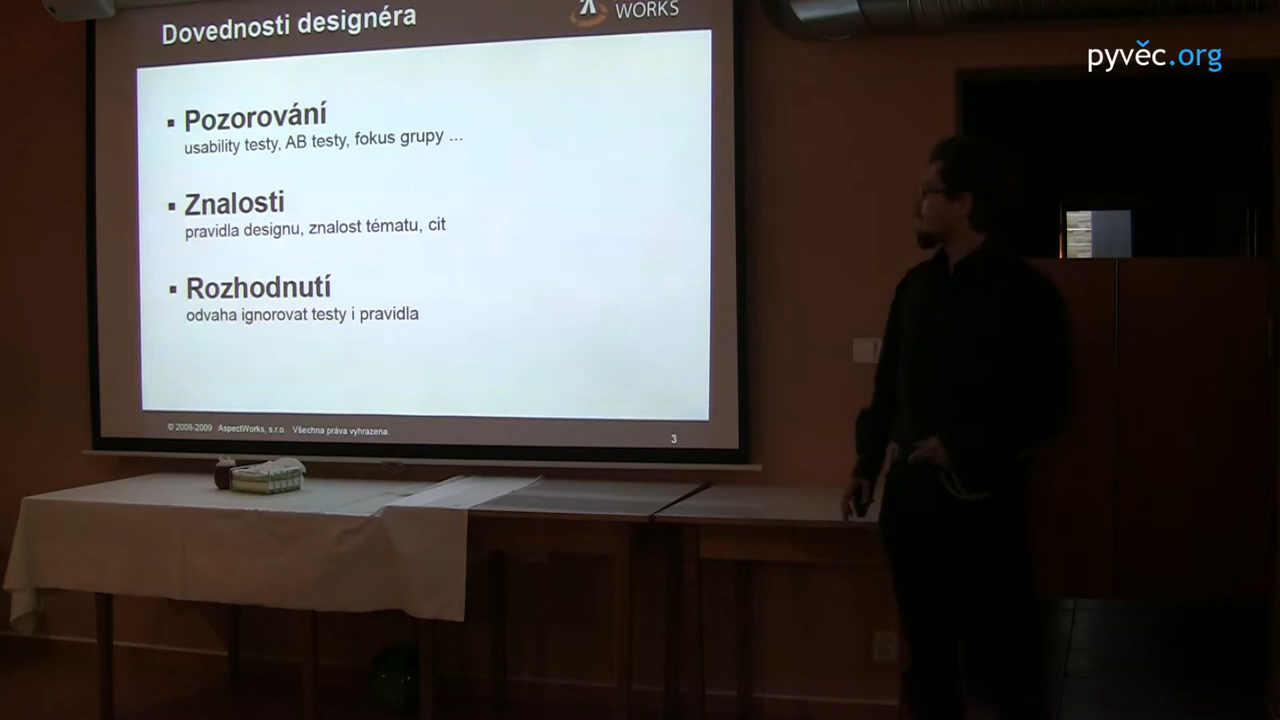 Dovednosti designéra
WORKS
pyvěc.org
▪ Pozorování
usability testy, AB testy, fokus grupy ...
▪ Znalosti
pravidla designu, znalost tématu, cit
▪ Rozhodnutí
odvaha ignorovat testy i pravidla
© 2008-2009 AspectWorks, s.r.o. Všechna práva vyhrazena.
3